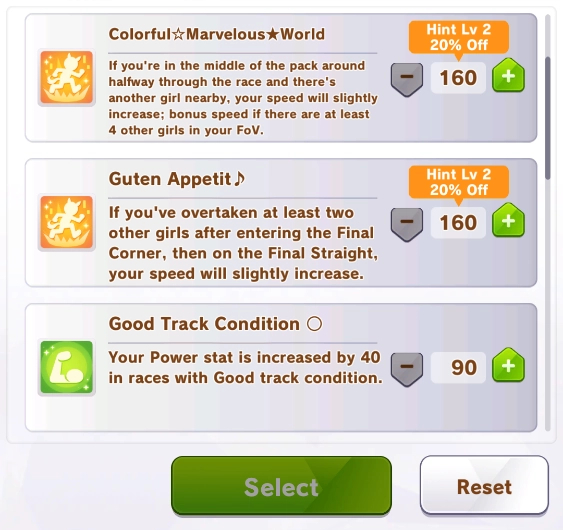 Colorful☆Marvelous★World
Hint Lv 2
20% Off
If you're in the middle of the pack around
halfway through the race and there's
another girl nearby, your speed will slightly
increase; bonus speed if there are at least
4 other girls in your FoV.
160
Guten Appetit♪
Hint Lv 2
20% Off
If you've overtaken at least two
other girls after entering the Final
Corner, then on the Final Straight,
your speed will slightly increase.
160
Good Track Condition ○
Your Power stat is increased by 40
in races with Good track condition.
90
Select
Reset